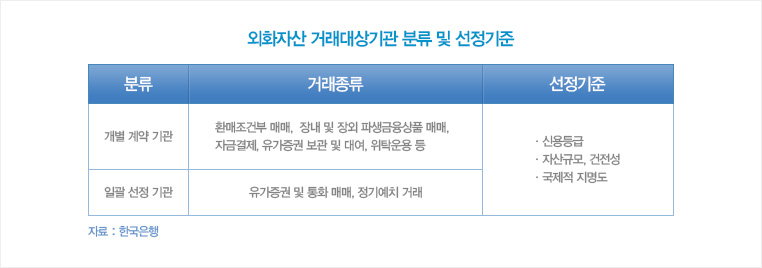 외화자산 거래대상기관 분류 및 선정기준
분류
거래종류
선정기준
개별 계약 기관
환매조건부 매매, 장내 및 장외 파생금융상품 매매,
자금결제, 유가증권 보관 및 대여, 위탁운용 등
· 신용등급
· 자산규모, 건전성
· 국제적 지명도
일괄 선정 기관
유가증권 및 통화 매매, 정기예치 거래
자료 : 한국은행